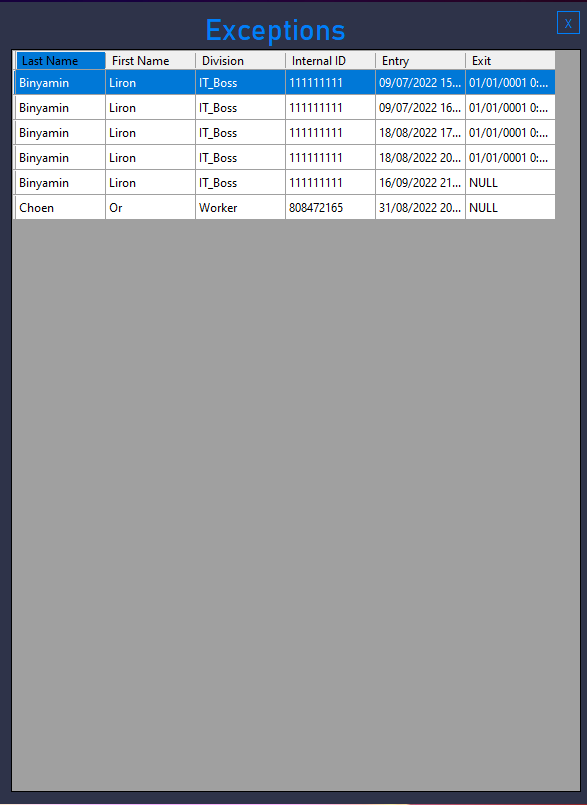 Exceptions
X
Last Name First Name Division Internal ID Entry Exit
Binyamin Liron IT_Boss 111111111 09/07/2022 15... 01/01/0001 0:...
Binyamin Liron IT_Boss 111111111 09/07/2022 16... 01/01/0001 0:...
Binyamin Liron IT_Boss 111111111 18/08/2022 17... 01/01/0001 0:...
Binyamin Liron IT_Boss 111111111 18/08/2022 20... 01/01/0001 0:...
Binyamin Liron IT_Boss 111111111 16/09/2022 21... NULL
Choen Or Worker 808472165 31/08/2022 20... NULL